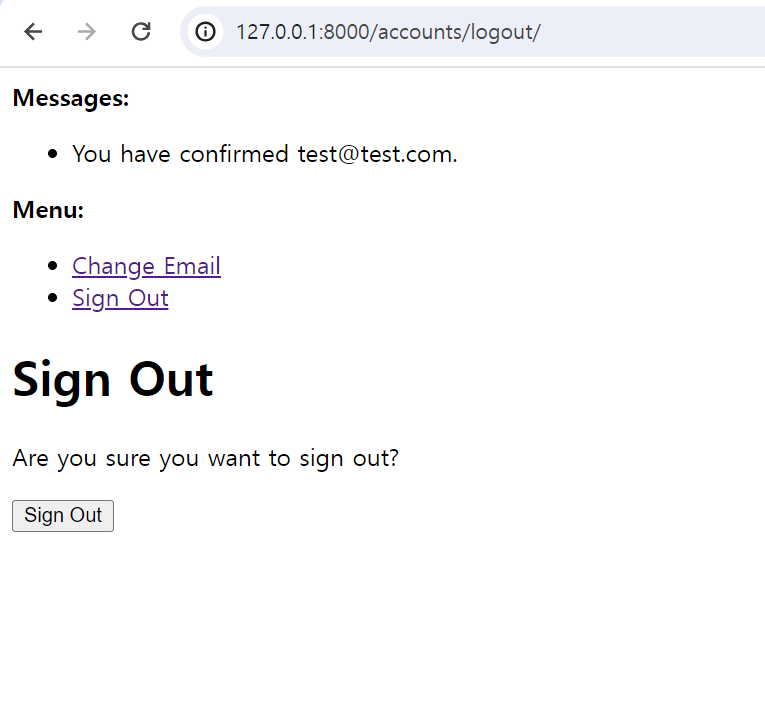 127.0.0.1:8000/accounts/logout/
Messages:
You have confirmed test@test.com.
Menu:
Change Email
Sign Out
Sign Out
Are you sure you want to sign out?
Sign Out